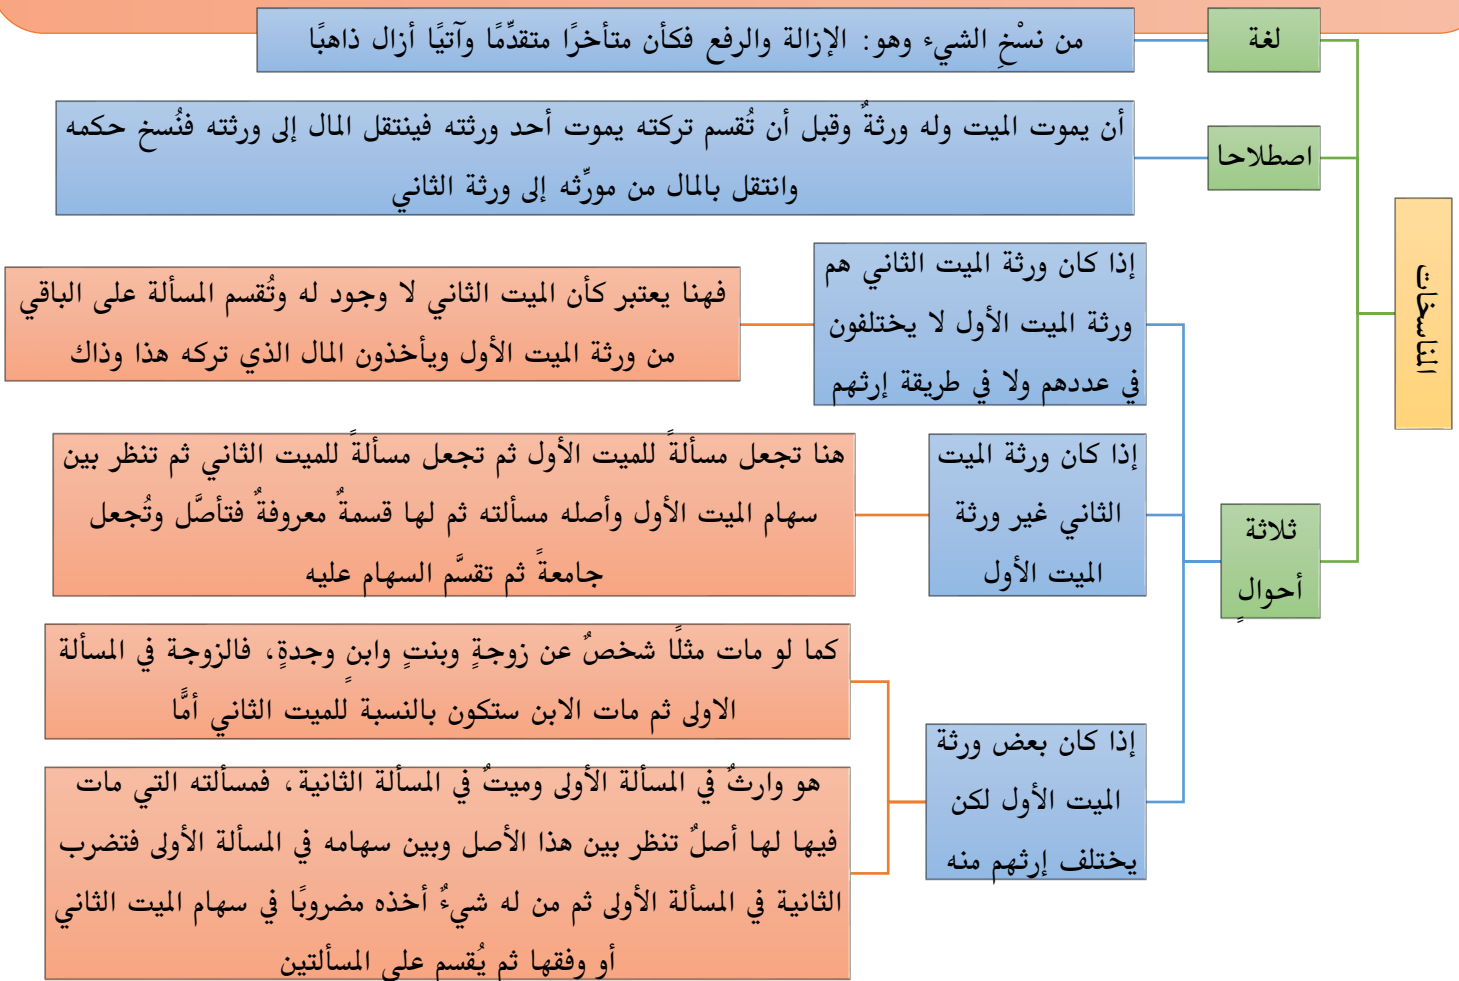 المناسخات
لغة
من نسْخِ الشيء وهو: الإزالة والرفع فكأن متأخرًا متقدِّمًا وآتيًا أزال ذاهبًا
اصطلاحا
أن يموت الميت وله ورثةٌ وقبل أن تُقسم تركته يموت أحد ورثته فينتقل المال إلى ورثته فنُسخ حكمه
وانتقل بالمال من مورِّثه إلى ورثة الثاني
ثلاثة
أحوالٍ
إذا كان ورثة الميت الثاني هم
ورثة الميت الأول لا يختلفون
في عددهم ولا في طريقة إرثهم
فهنا يعتبر كأن الميت الثاني لا وجود له وتُقسم المسألة على الباقي
من ورثة الميت الأول ويأخذون المال الذي تركه هذا وذاك
إذا كان ورثة الميت
الثاني غير ورثة
الميت الأول
هنا تجعل مسألةً للميت الأول ثم تجعل مسألةً للميت الثاني ثم تنظر بين
سهام الميت الأول وأصله مسألته ثم لها قسمةٌ معروفةٌ فتأصَّل وتُجعل
جامعةً ثم تقسَّم السهام عليه
إذا كان بعض ورثة
الميت الأول لكن
يختلف إرثهم منه
كما لو مات مثلًا شخصٌ عن زوجةٍ وبنتٍ وابنٍ وجدةٍ، فالزوجة في المسألة
الاولى ثم مات الابن ستكون بالنسبة للميت الثاني أمًّا
هو وارثٌ في المسألة الأولى وميتٌ في المسألة الثانية، فمسألته التي مات
فيها لها أصلٌ تنظر بين هذا الأصل وبين سهامه في المسألة الأولى فتضرب
الثانية في المسألة الأولى ثم من له شيءٌ أخذه مضروبًا في سهام الميت الثاني
أو وفقها ثم يُقسم على المسألتين